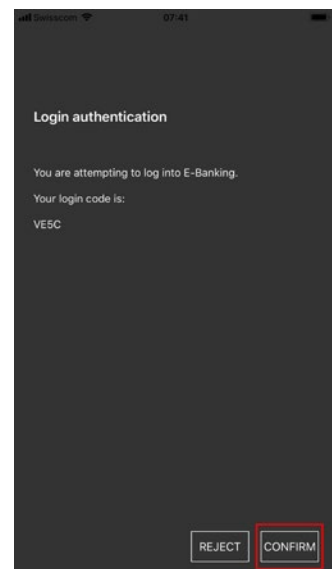 Swisscom 07:41
Login authentication
You are attempting to log into E-Banking.
Your login code is:
VE5C
REJECT CONFIRM